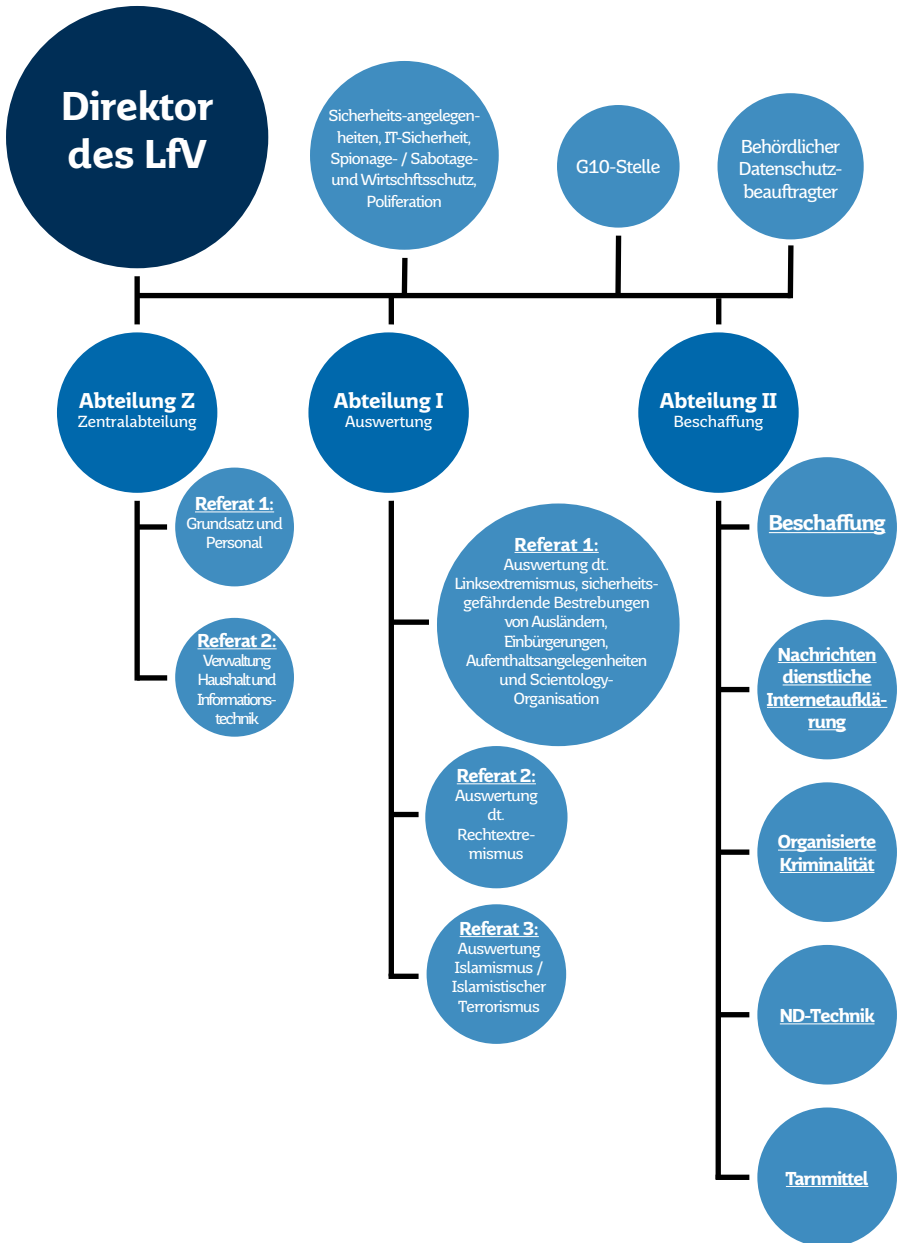 Direktor
des LfV
Sicherheits-angelegen-
heiten, IT-Sicherheit,
Spionage- / Sabotage-
und Wirtschftsschutz,
Poliferation
G10-Stelle
Behördlicher
Datenschutz-
beauftragter
Abteilung Z
Zentralabteilung
Abteilung I
Auswertung
Abteilung II
Beschaffung
Referat 1:
Grundsatz und
Personal
Referat 2:
Verwaltung
Haushalt und
Informations-
technik
Referat 1:
Auswertung dt.
Linksextremismus, sicherheits-
gefährdende Bestrebungen
von Ausländern,
Einbürgerungen,
Aufenthaltsangelegenheiten
und Scientology-
Organisation
Referat 2:
Auswertung
dt.
Rechtextre-
mismus
Referat 3:
Auswertung
Islamismus /
Islamistischer
Terrorismus
Beschaffung
Nachrichten
dienstliche
Internetaufklä-
rung
Organisierte
Kriminalität
ND-Technik
Tarnmittel